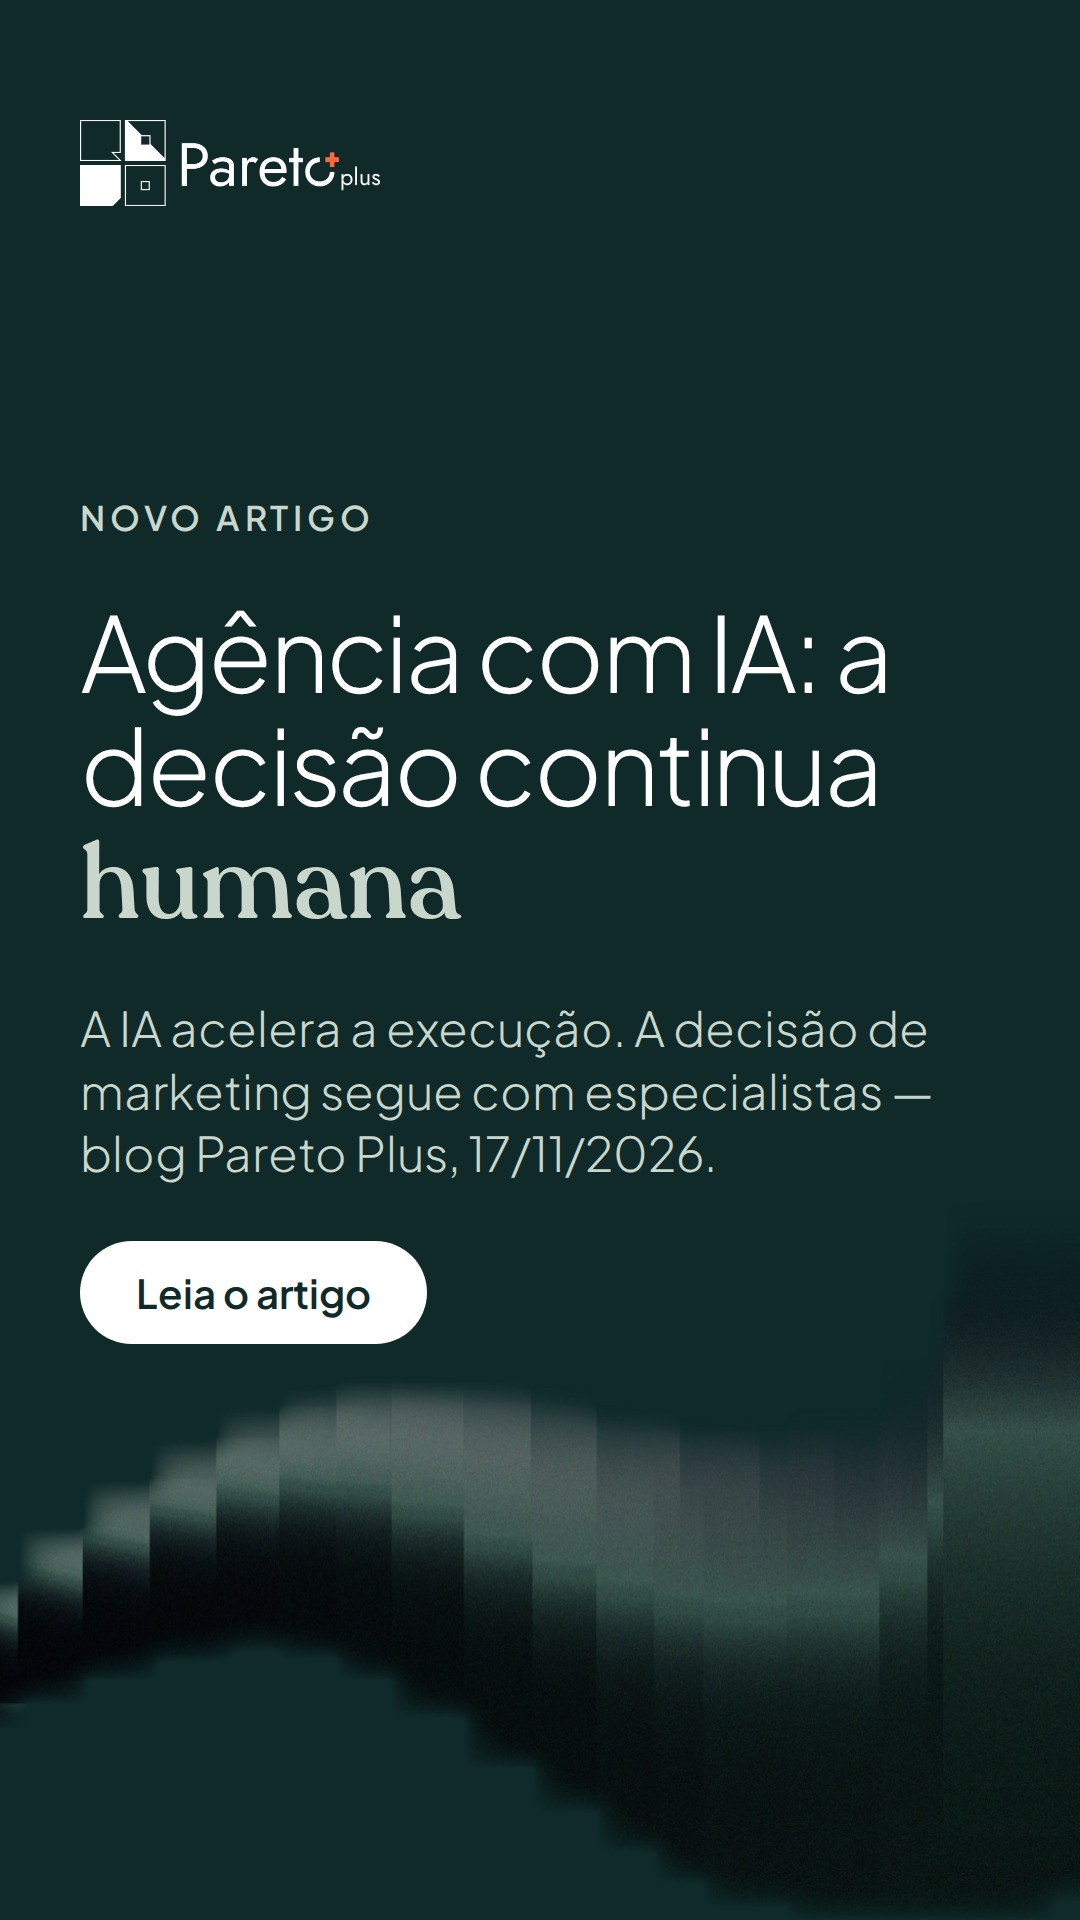 Pareto plus
NOVO ARTIGO
Agência com IA: a
decisão continua
humana
A IA acelera a execução. A decisão de
marketing segue com especialistas —
blog Pareto Plus, 17/11/2026.
Leia o artigo